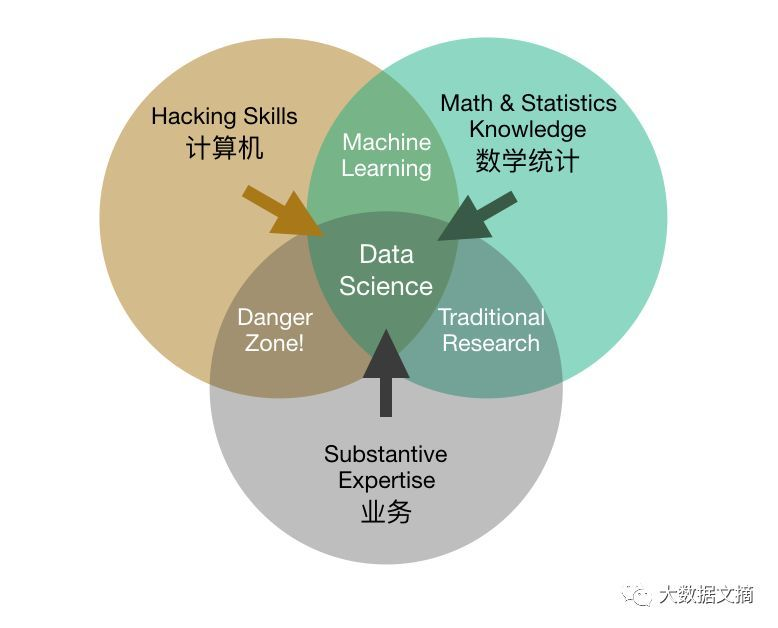 Hacking Skills
计算机
Math & Statistics
Knowledge
数学统计
Machine
Learning
Data
Science
Danger
Zone!
Traditional
Research
Substantive
Expertise
业务
大数据文摘